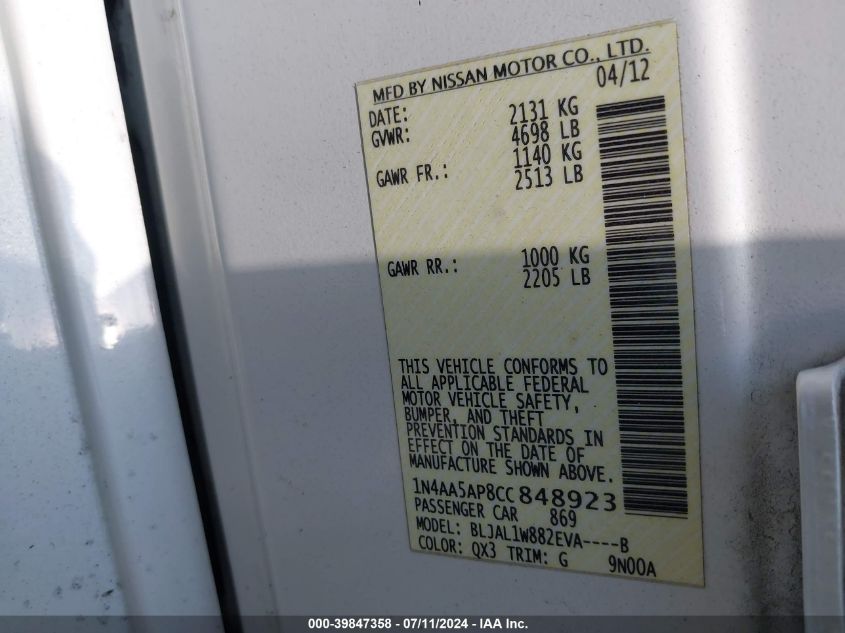 MFD BY NISSAN MOTOR CO., LTD.
DATE: 04/12
GVWR: 2131 KG
4698 LB
GAWR FR.: 1140 KG
2513 LB
GAWR RR.: 1000 KG
2205 LB
THIS VEHICLE CONFORMS TO
ALL APPLICABLE FEDERAL
MOTOR VEHICLE SAFETY,
BUMPER, AND THEFT
PREVENTION STANDARDS IN
EFFECT ON THE DATE OF
MANUFACTURE SHOWN ABOVE.
1N4AA5AP8CC848923
PASSENGER CAR 869
MODEL: BLJAL1W882EVA----B
COLOR: QX3 TRIM: G 9N00A
000-39847358 - 07/11/2024 - IAA Inc.